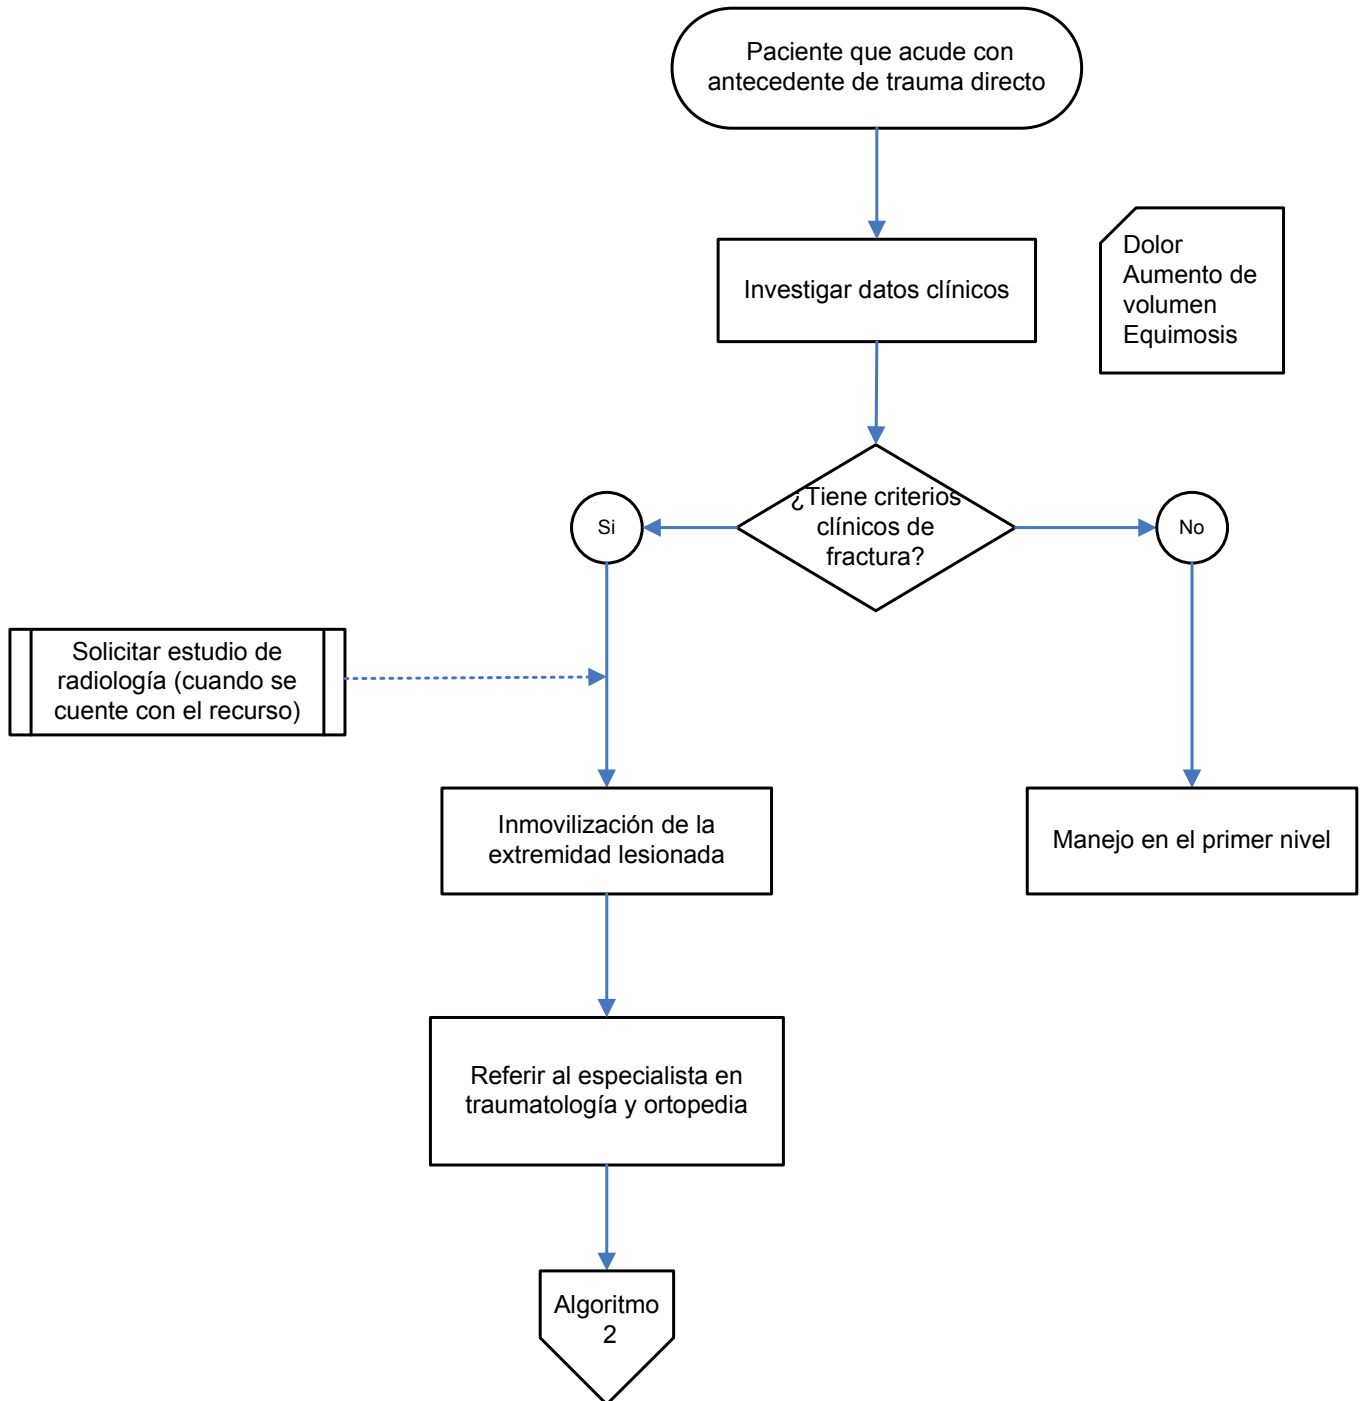 Paciente que acude con
antecedente de trauma directo
Investigar datos clínicos
Dolor
Aumento de
volumen
Equimosis
¿Tiene criterios
clínicos de
fractura?
Si
No
Solicitar estudio de
radiología (cuando se
cuente con el recurso)
Inmovilización de la
extremidad lesionada
Manejo en el primer nivel
Referir al especialista en
traumatología y ortopedia
Algoritmo
2